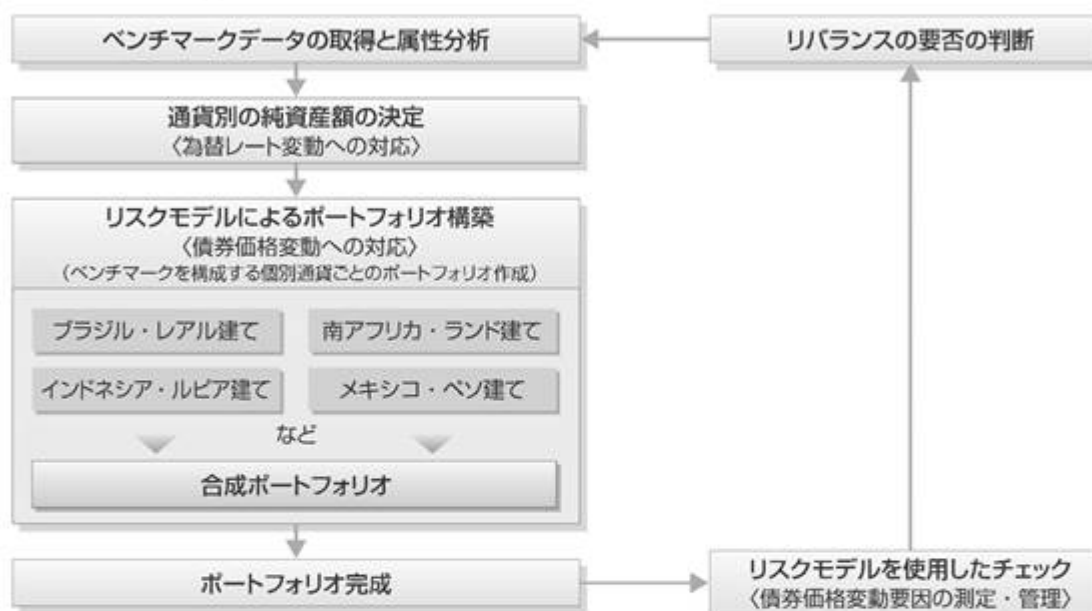 ベンチマークデータの取得と属性分析
リバランスの要否の判断
通貨別の純資産額の決定
〈為替レート変動への対応〉
リスクモデルによるポートフォリオ構築
〈債券価格変動への対応〉
（ベンチマークを構成する個別通貨ごとのポートフォリオ作成）
ブラジル・レアル建て
南アフリカ・ランド建て
インドネシア・ルピア建て
メキシコ・ペソ建て
など
合成ポートフォリオ
ポートフォリオ完成
リスクモデルを使用したチェック
〈債券価格変動要因の測定・管理〉